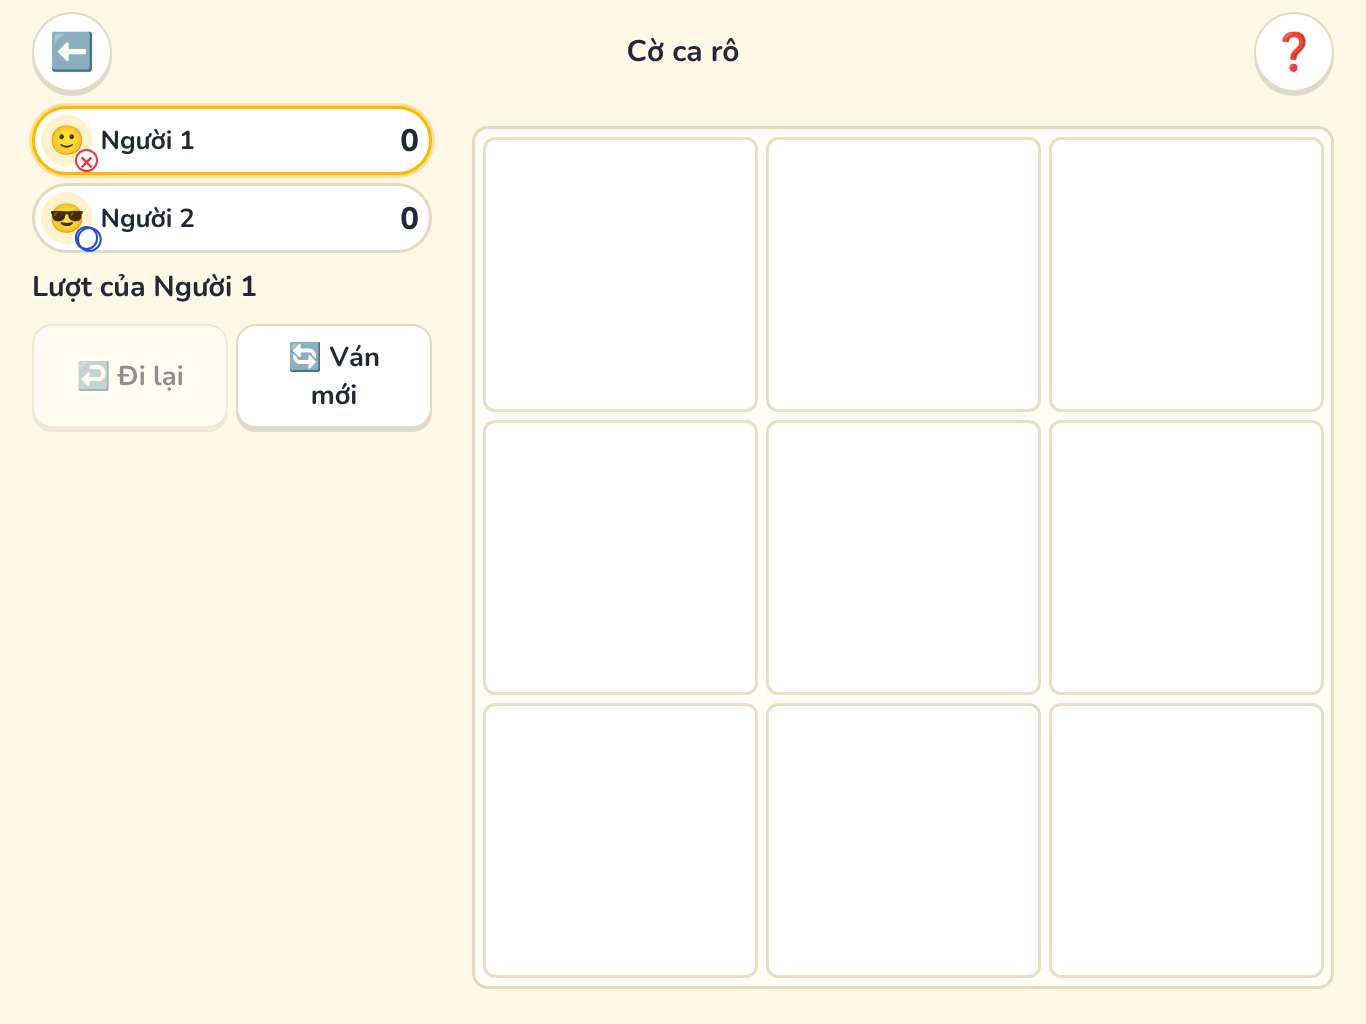 Cờ ca rô
Người 1 0
Người 2 0
Lượt của Người 1
Đi lại
Ván
mới